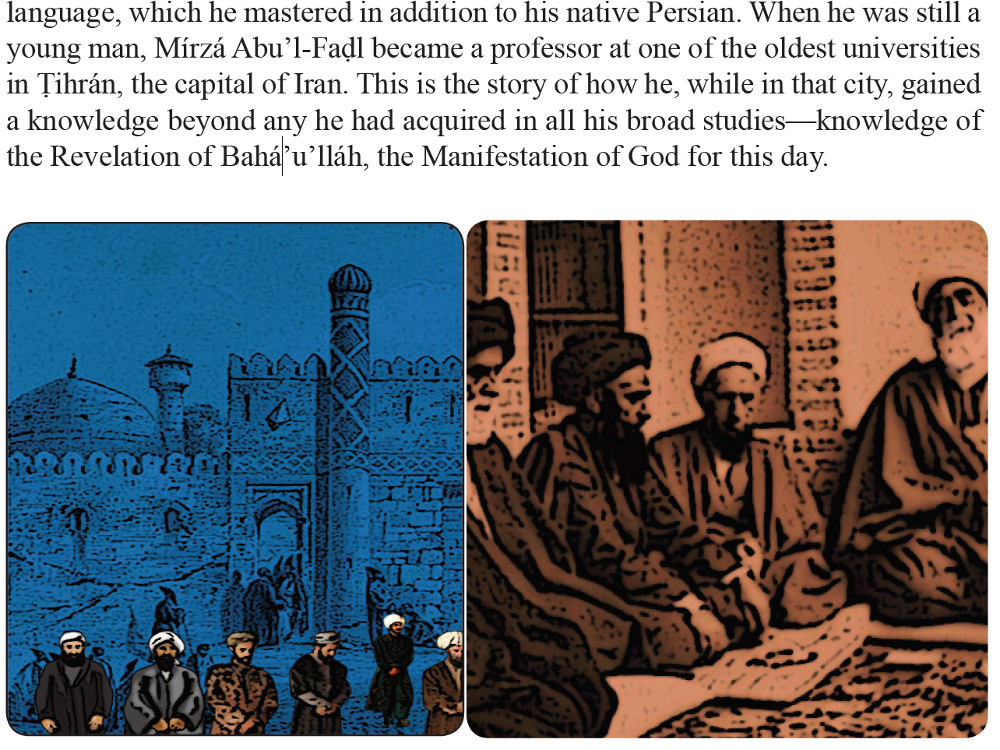 language, which he mastered in addition to his native Persian. When he was still a
young man, Mírzá Abu’l-Faḍl became a professor at one of the oldest universities
in Ṭihrán, the capital of Iran. This is the story of how he, while in that city, gained
a knowledge beyond any he had acquired in all his broad studies—knowledge of
the Revelation of Bahá’u’lláh, the Manifestation of God for this day.